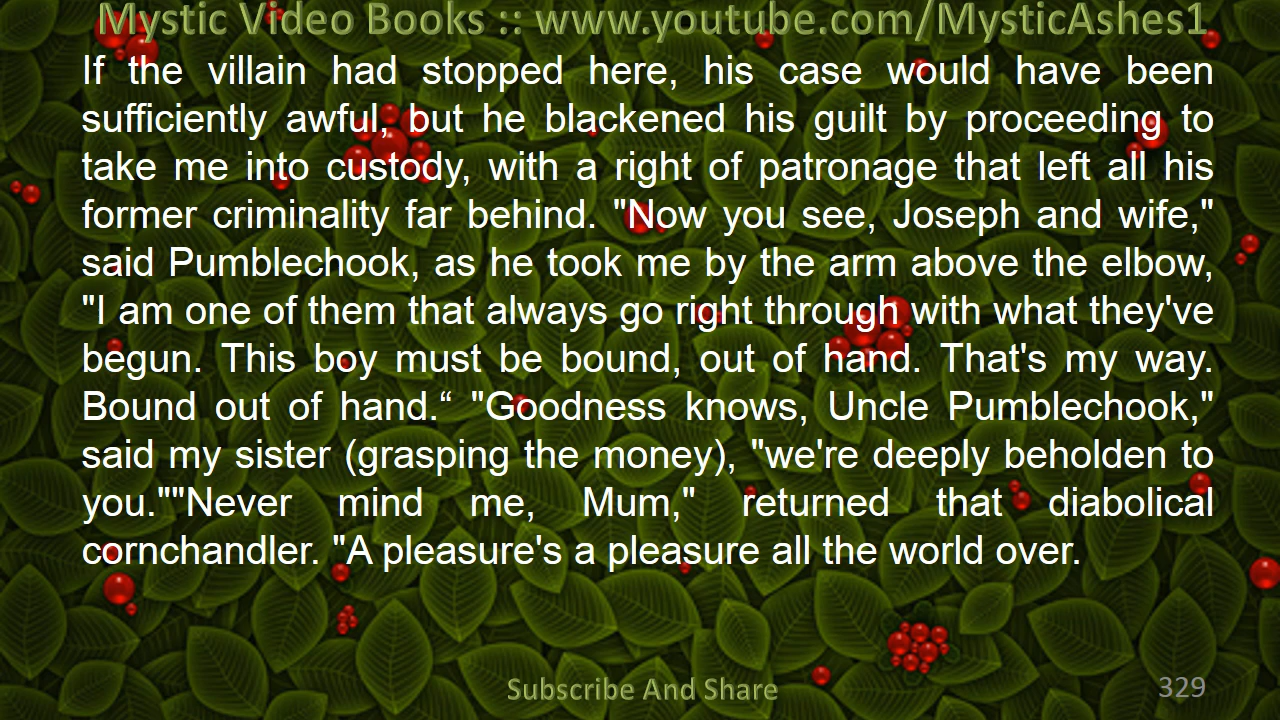 Mystic Video Books :: www.youtube.com/MysticAshes1
If the villain had stopped here, his case would have been
sufficiently awful, but he blackened his guilt by proceeding to
take me into custody, with a right of patronage that left all his
former criminality far behind. "Now you see, Joseph and wife,"
said Pumblechook, as he took me by the arm above the elbow,
"I am one of them that always go right through with what they've
begun. This boy must be bound, out of hand. That's my way.
Bound out of hand.“ "Goodness knows, Uncle Pumblechook,"
said my sister (grasping the money), "we're deeply beholden to
you.""Never mind me, Mum," returned that diabolical
cornchandler. "A pleasure's a pleasure all the world over.
Subscribe And Share
329